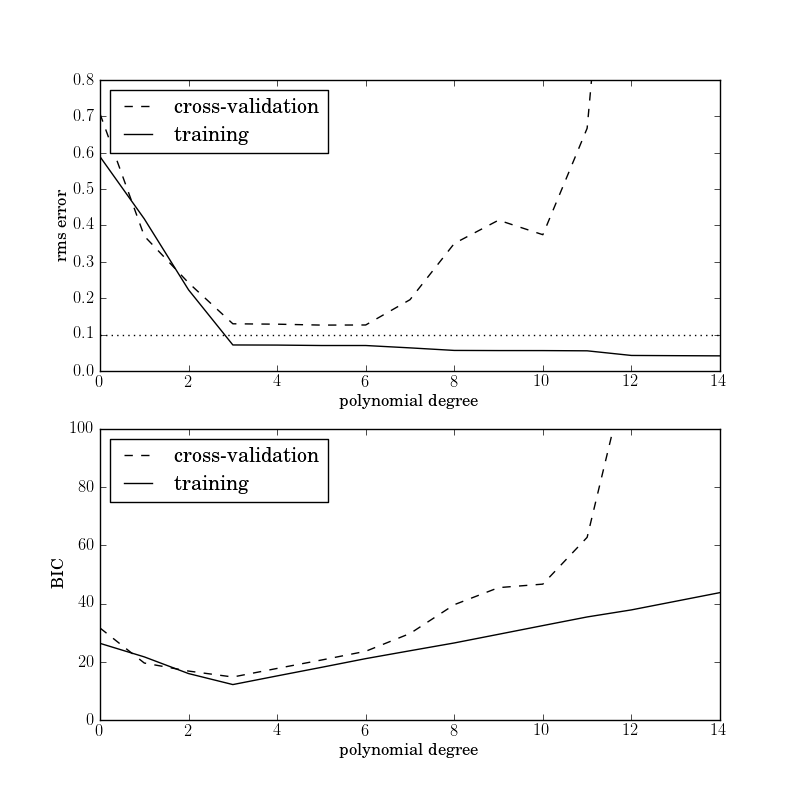 0.8
0.7
0.6
0.5
0.4
0.3
0.2
0.1
0.0
rms error
cross-validation
training
0 2 4 6 8 10 12 14
polynomial degree
100
80
60
40
20
0
BIC
cross-validation
training
0 2 4 6 8 10 12 14
polynomial degree